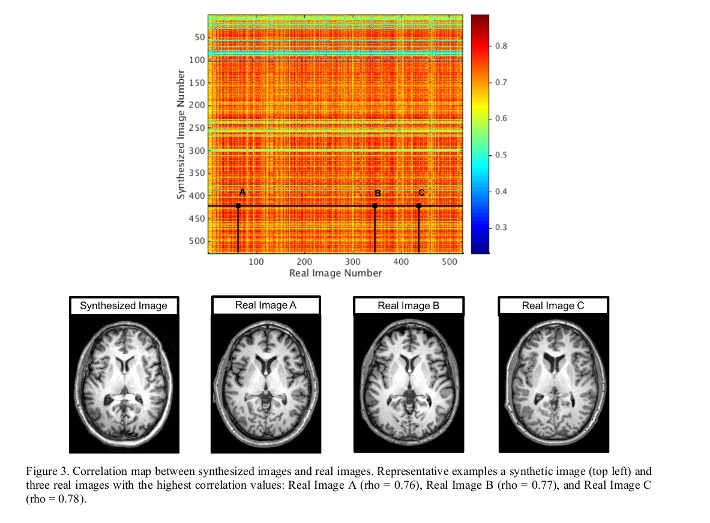 50
100
150
200
250
300
350
400
450
500
Synthesized Image Number
A B C
100 200 300 400 500
Real Image Number
0.8
0.7
0.6
0.5
0.4
0.3
Synthesized Image Real Image A Real Image B Real Image C
Figure 3. Correlation map between synthesized images and real images. Representative examples a synthetic image (top left) and
three real images with the highest correlation values: Real Image A (rho = 0.76), Real Image B (rho = 0.77), and Real Image C
(rho = 0.78).